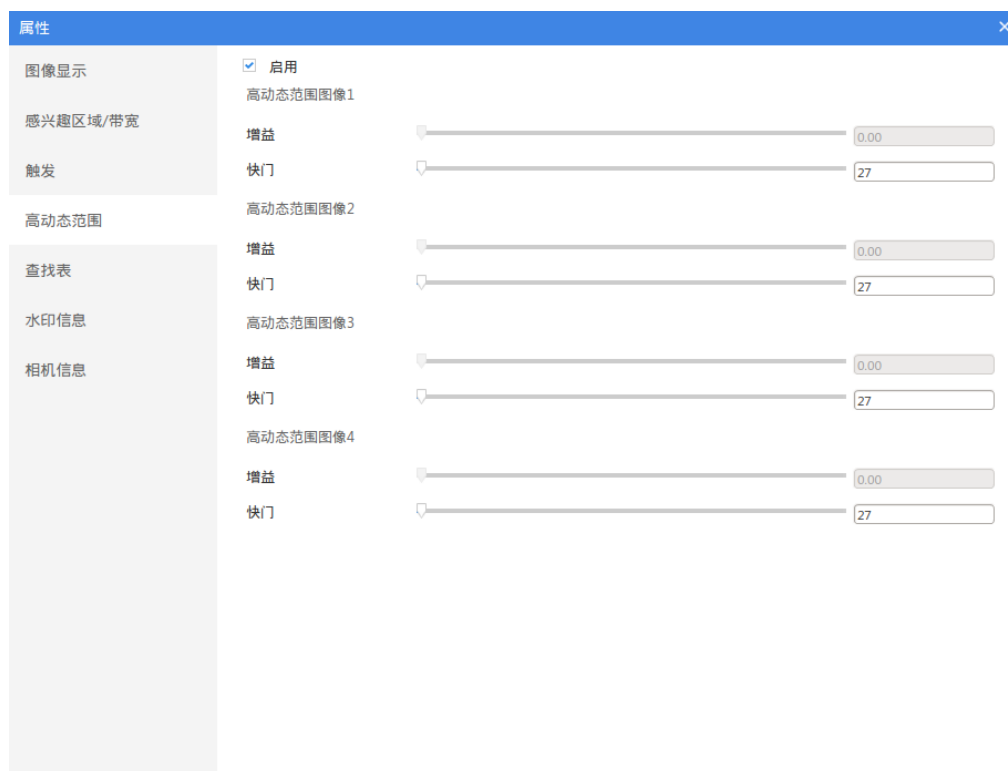 属性
图像显示
感兴趣区域/带宽
触发
高动态范围
查找表
水印信息
相机信息
启用
高动态范围图像1
增益 0.00
快门 27
高动态范围图像2
增益 0.00
快门 27
高动态范围图像3
增益 0.00
快门 27
高动态范围图像4
增益 0.00
快门 27